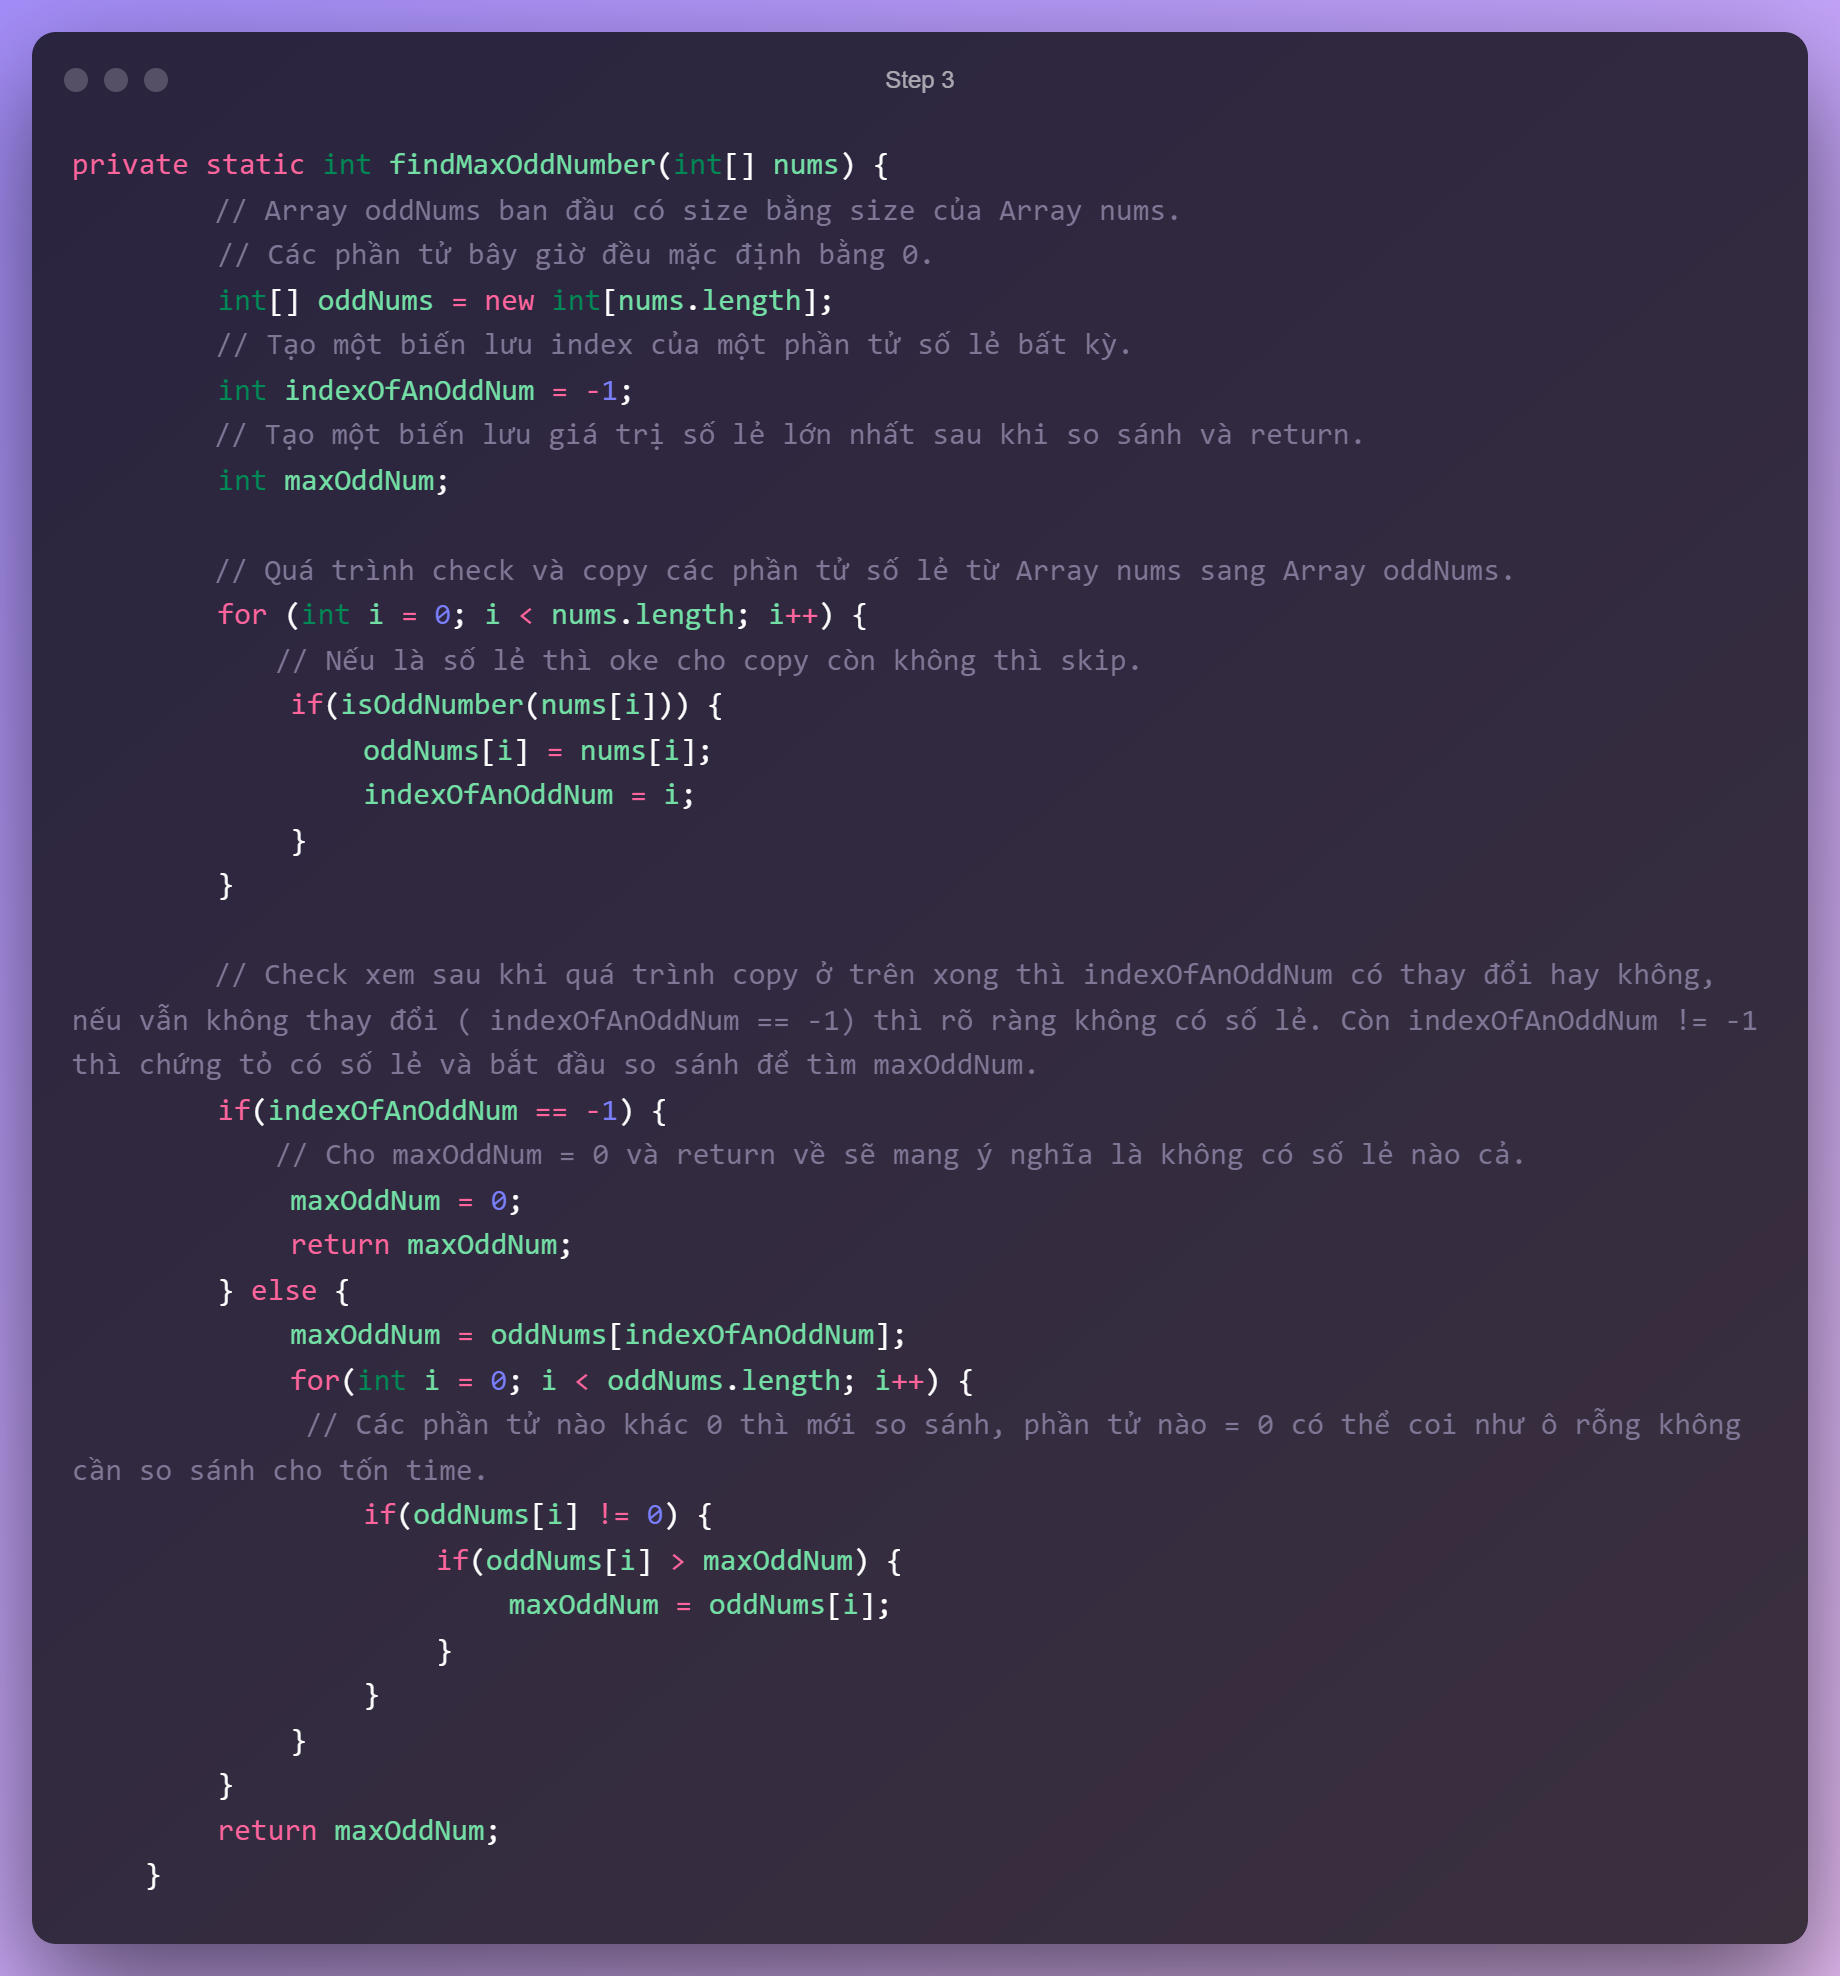 Step 3
private static int findMaxOddNumber(int[] nums) {
// Array oddNums ban đầu có size bằng size của Array nums.
// Các phần tử bây giờ đều mặc định bằng 0.
int[] oddNums = new int[nums.length];
// Tạo một biến lưu index của một phần tử số lẻ bất kỳ.
int indexOfAnOddNum = -1;
// Tạo một biến lưu giá trị số lẻ lớn nhất sau khi so sánh và return.
int maxOddNum;
// Quá trình check và copy các phần tử số lẻ từ Array nums sang Array oddNums.
for (int i = 0; i < nums.length; i++) {
// Nếu là số lẻ thì oke cho copy còn không thì skip.
if(isOddNumber(nums[i])) {
oddNums[i] = nums[i];
indexOfAnOddNum = i;
}
}
// Check xem sau khi quá trình copy ở trên xong thì indexOfAnOddNum có thay đổi hay không,
nếu vẫn không thay đổi ( indexOfAnOddNum == -1) thì rõ ràng không có số lẻ. Còn indexOfAnOddNum != -1
thì chứng tỏ có số lẻ và bắt đầu so sánh để tìm maxOddNum.
if(indexOfAnOddNum == -1) {
// Cho maxOddNum = 0 và return về sẽ mang ý nghĩa là không có số lẻ nào cả.
maxOddNum = 0;
return maxOddNum;
} else {
maxOddNum = oddNums[indexOfAnOddNum];
for(int i = 0; i < oddNums.length; i++) {
// Các phần tử nào khác 0 thì mới so sánh, phần tử nào = 0 có thể coi như ô rỗng không
cần so sánh cho tốn time.
if(oddNums[i] != 0) {
if(oddNums[i] > maxOddNum) {
maxOddNum = oddNums[i];
}
}
}
}
return maxOddNum;
}